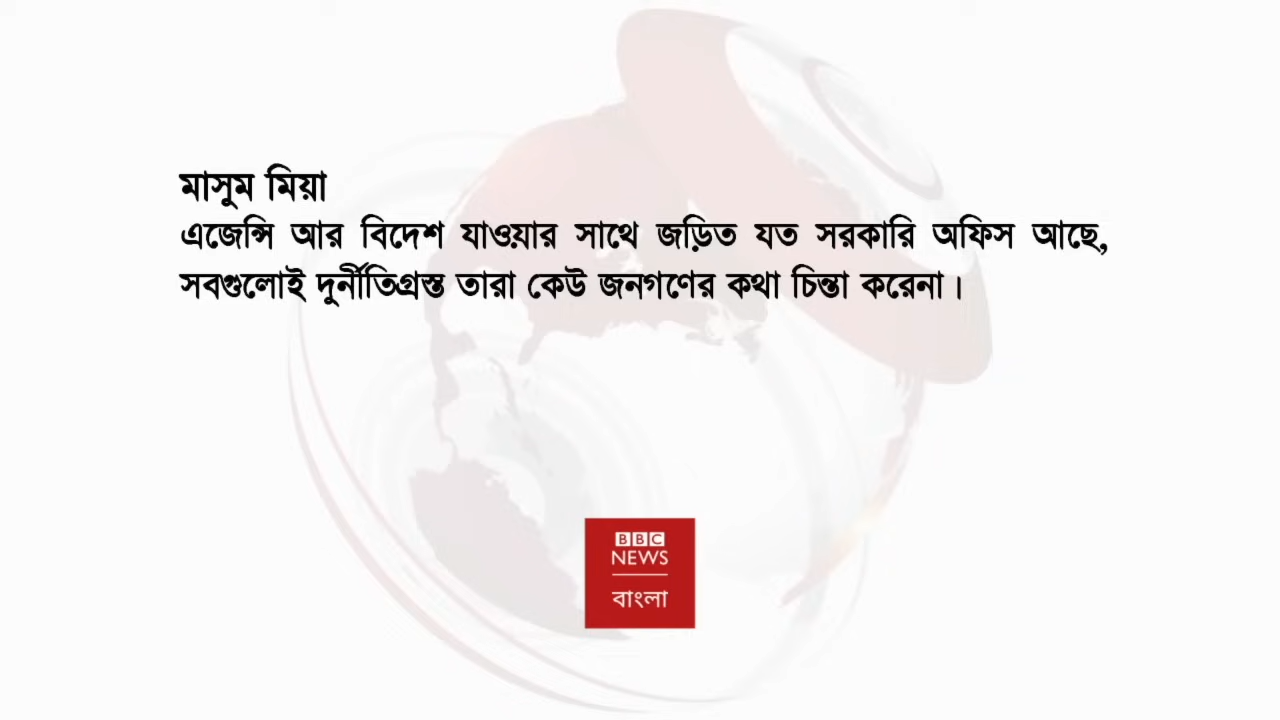 মাসুম মিয়া
এজেন্সি আর বিদেশ যাওয়ার সাথে জড়িত যত সরকারি অফিস আছে,
সবগুলোই দুর্নীতিগ্রস্ত তারা কেউ জনগণের কথা চিন্তা করেনা।
BBC
NEWS
বাংলা